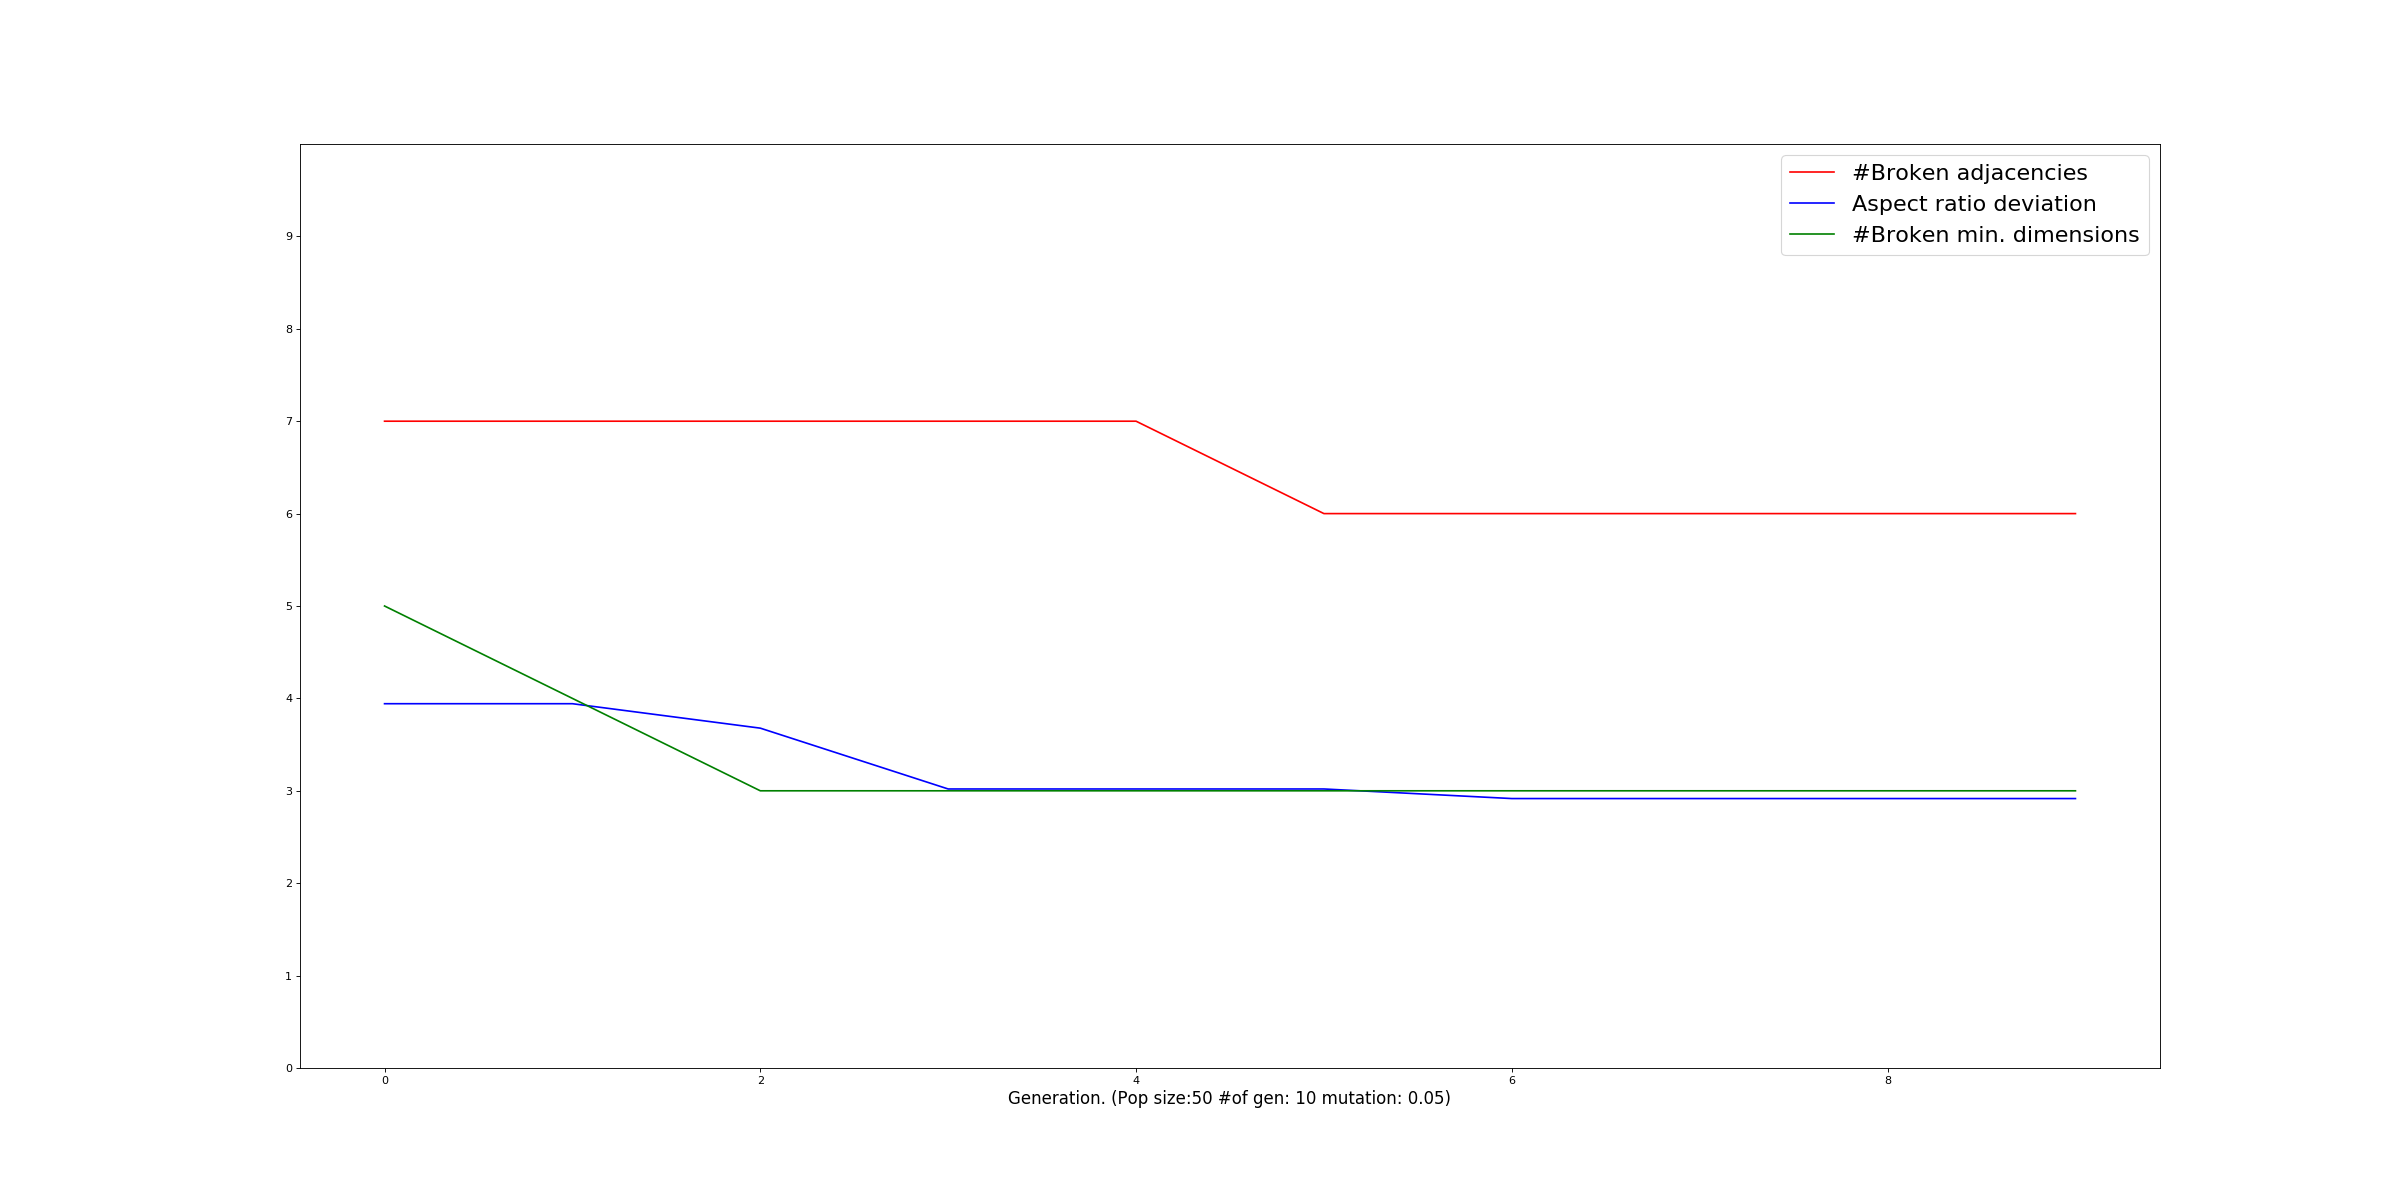 #Broken adjacencies
Aspect ratio deviation
#Broken min. dimensions
9
8
7
6
5
4
3
2
1
0
0 2 4 6 8
Generation. (Pop size:50 #of gen: 10 mutation: 0.05)